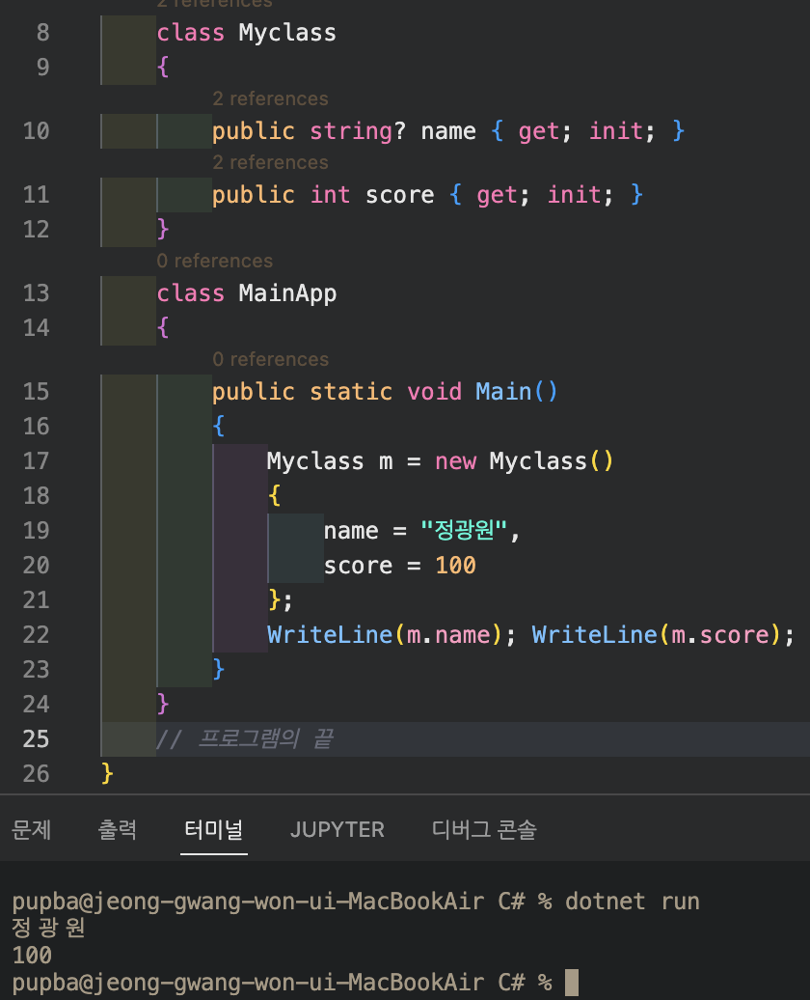 2 references
8 class Myclass
9 {
2 references
10 public string? name { get; init; }
2 references
11 public int score { get; init; }
12 }
0 references
13 class MainApp
14 {
0 references
15 public static void Main()
16 {
17 Myclass m = new Myclass()
18 {
19 name = "정광원",
20 score = 100
21 };
22 WriteLine(m.name); WriteLine(m.score);
23 }
24 }
25 // 프로그램의 끝
26 }
문제 출력 터미널 JUPYTER 디버그 콘솔
pupba@jeong-gwang-won-ui-MacBookAir C# % dotnet run
정 광 원
100
pupba@jeong-gwang-won-ui-MacBookAir C# %